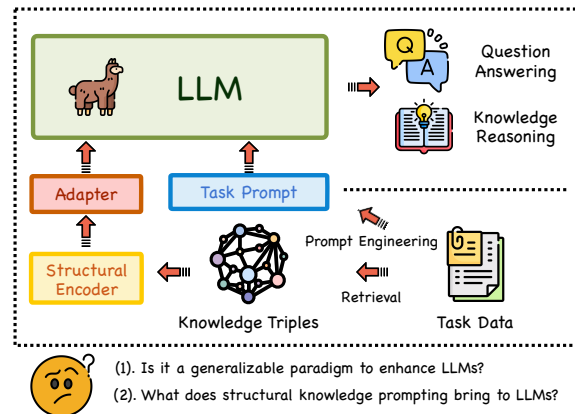 LLM
Q
A
Question
Answering
Knowledge
Reasoning
Adapter
Task Prompt
Prompt Engineering
Structural
Encoder
Retrieval
Knowledge Triples
Task Data
?
(1). Is it a generalizable paradigm to enhance LLMs?
(2). What does structural knowledge prompting bring to LLMs?